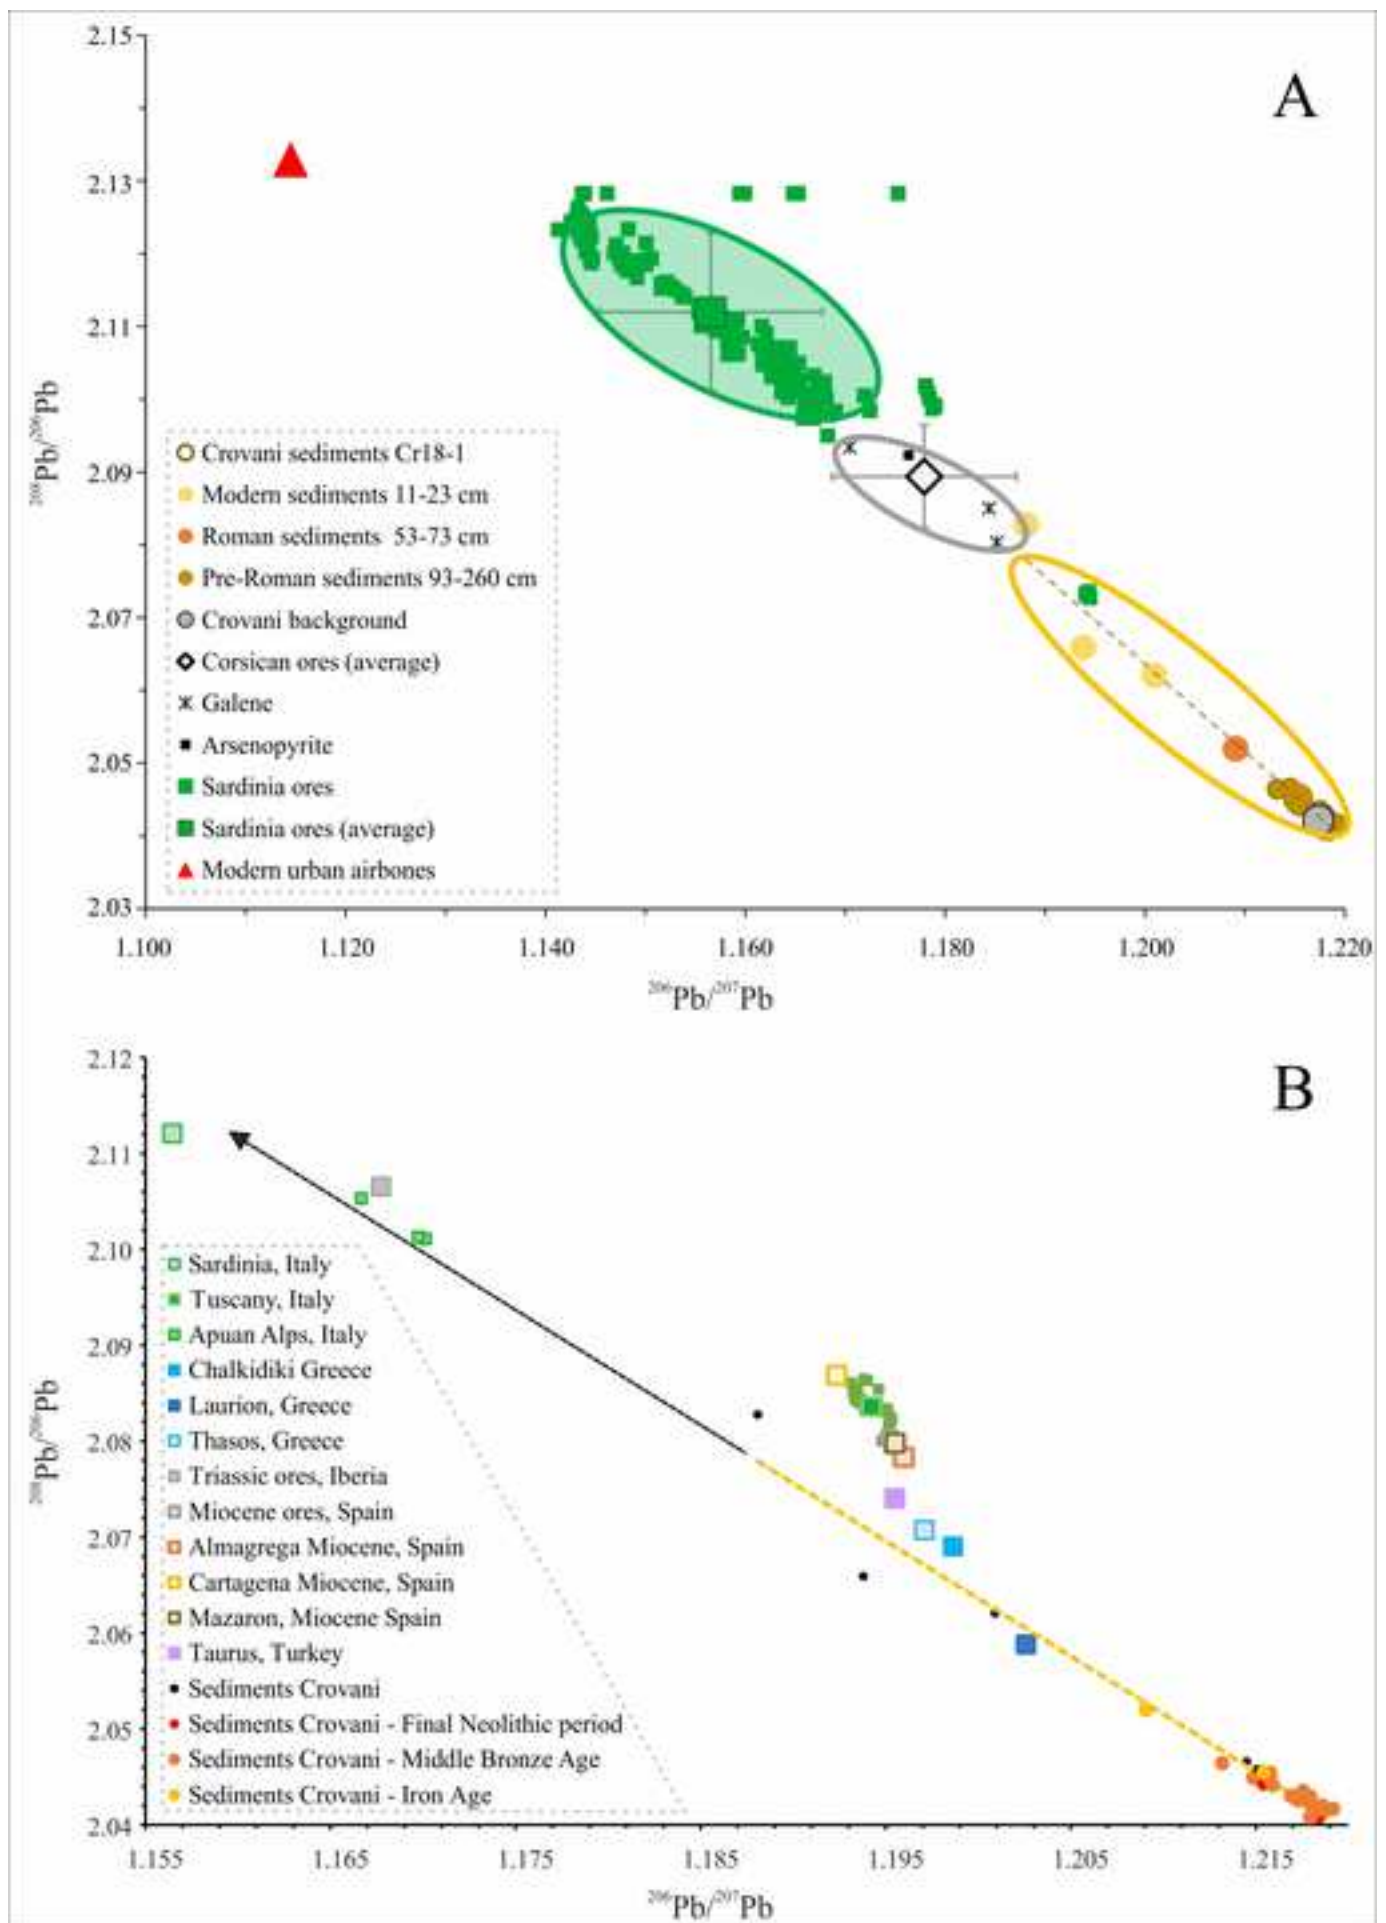 A
2.15
2.13
2.11
2.09
2.07
2.05
2.03
²⁰⁸Pb/²⁰⁶Pb
Crovani sediments Cr18-1
Modern sediments 11-23 cm
Roman sediments 53-73 cm
Pre-Roman sediments 93-260 cm
Crovani background
Corsican ores (average)
Galene
Arsenopyrite
Sardinia ores
Sardinia ores (average)
Modern urban airbones
1.100 1.120 1.140 1.160 1.180 1.200 1.220
²⁰⁶Pb/²⁰⁷Pb
B
2.12
2.11
2.10
2.09
2.08
2.07
2.06
2.05
2.04
²⁰⁸Pb/²⁰⁶Pb
Sardinia, Italy
Tuscany, Italy
Apuan Alps, Italy
Chalkidiki Greece
Laurion, Greece
Thasos, Greece
Triassic ores, Iberia
Miocene ores, Spain
Almagrega Miocene, Spain
Cartagena Miocene, Spain
Mazaron, Miocene Spain
Taurus, Turkey
Sediments Crovani
Sediments Crovani - Final Neolithic period
Sediments Crovani - Middle Bronze Age
Sediments Crovani - Iron Age
1.155 1.165 1.175 1.185 1.195 1.205 1.215
²⁰⁶Pb/²⁰⁷Pb